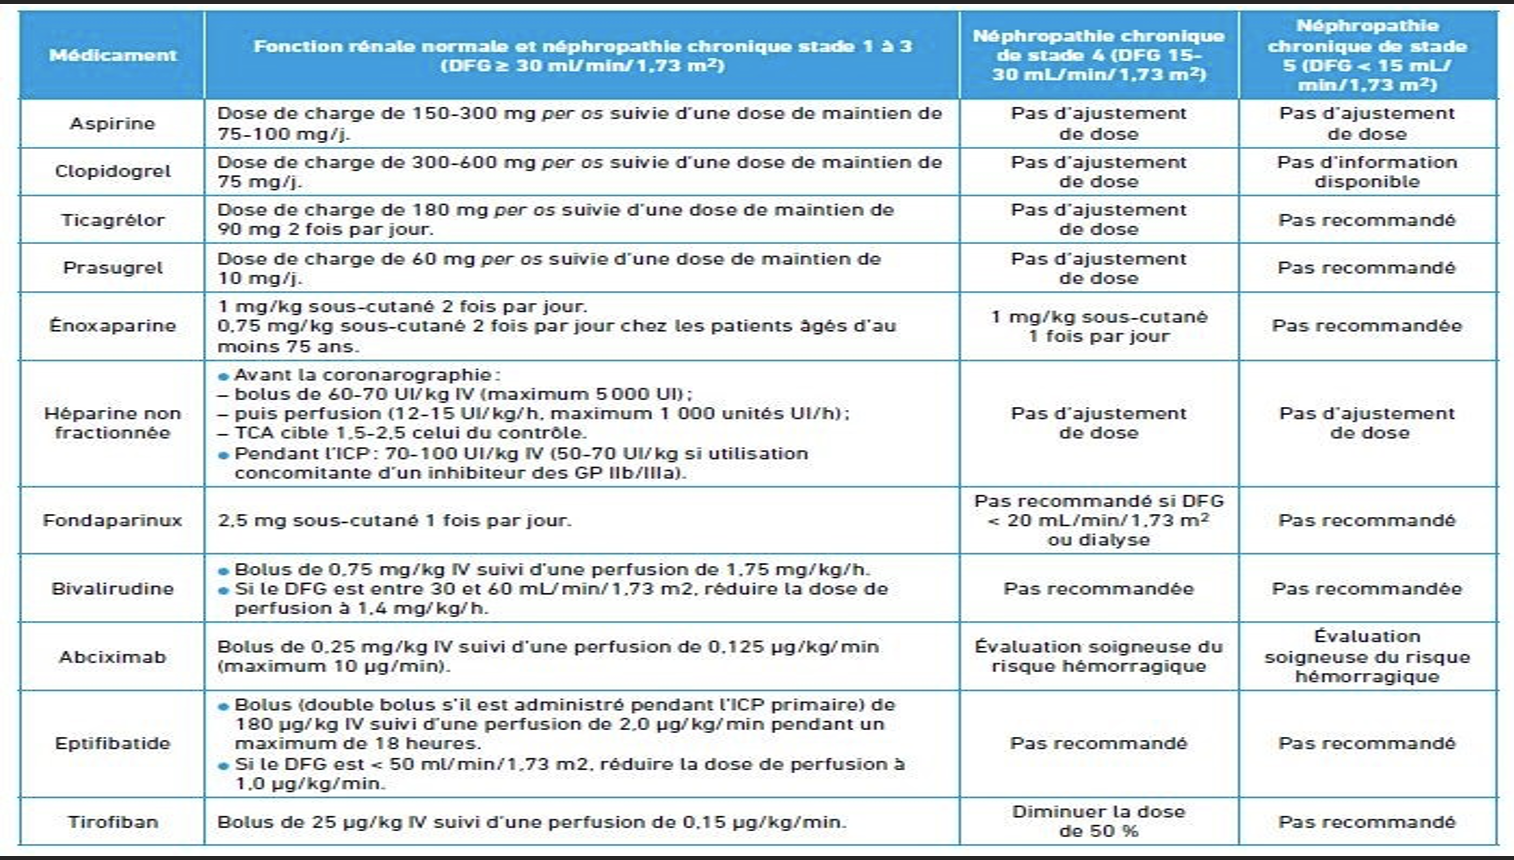 Médicament
Fonction rénale normale et néphropathie chronique stade 1 à 3
(DFG ≥ 30 ml/min/1,73 m²)
Néphropathie chronique
de stade 4 (DFG 15-
30 mL/min/1,73 m²)
Néphropathie
chronique de stade
5 (DFG < 15 mL/
min/1,73 m²)
Aspirine
Dose de charge de 150-300 mg per os suivie d'une dose de maintien de
75-100 mg/j.
Pas d'ajustement
de dose
Pas d'ajustement
de dose
Clopidogrel
Dose de charge de 300-600 mg per os suivie d'une dose de maintien de
75 mg/j.
Pas d'ajustement
de dose
Pas d'information
disponible
Ticagrélor
Dose de charge de 180 mg per os suivie d'une dose de maintien de
90 mg 2 fois par jour.
Pas d'ajustement
de dose
Pas recommandé
Prasugrel
Dose de charge de 60 mg per os suivie d'une dose de maintien de
10 mg/j.
Pas d'ajustement
de dose
Pas recommandé
Énoxaparine
1 mg/kg sous-cutané 2 fois par jour.
0,75 mg/kg sous-cutané 2 fois par jour chez les patients âgés d'au
moins 75 ans.
1 mg/kg sous-cutané
1 fois par jour
Pas recommandée
Héparine non
fractionnée
• Avant la coronarographie :
– bolus de 60-70 UI/kg IV (maximum 5 000 UI) ;
– puis perfusion (12-15 UI/kg/h, maximum 1 000 unités UI/h) ;
– TCA cible 1,5-2,5 celui du contrôle.
• Pendant l'ICP : 70-100 UI/kg IV (50-70 UI/kg si utilisation
concomitante d'un inhibiteur des GP IIb/IIIa).
Pas d'ajustement
de dose
Pas d'ajustement
de dose
Fondaparinux
2,5 mg sous-cutané 1 fois par jour.
Pas recommandé si DFG
< 20 mL/min/1,73 m²
ou dialyse
Pas recommandé
Bivalirudine
• Bolus de 0,75 mg/kg IV suivi d'une perfusion de 1,75 mg/kg/h.
• Si le DFG est entre 30 et 60 mL/min/1,73 m2, réduire la dose de
perfusion à 1,4 mg/kg/h.
Pas recommandée
Pas recommandée
Abciximab
Bolus de 0,25 mg/kg IV suivi d'une perfusion de 0,125 µg/kg/min
(maximum 10 µg/min).
Évaluation soigneuse du
risque hémorragique
Évaluation
soigneuse du risque
hémorragique
Eptifibatide
• Bolus (double bolus s'il est administré pendant l'ICP primaire) de
180 µg/kg IV suivi d'une perfusion de 2,0 µg/kg/min pendant un
maximum de 18 heures.
• Si le DFG est < 50 ml/min/1,73 m2, réduire la dose de perfusion à
1,0 µg/kg/min.
Pas recommandé
Pas recommandé
Tirofiban
Bolus de 25 µg/kg IV suivi d'une perfusion de 0,15 µg/kg/min.
Diminuer la dose
de 50 %
Pas recommandé